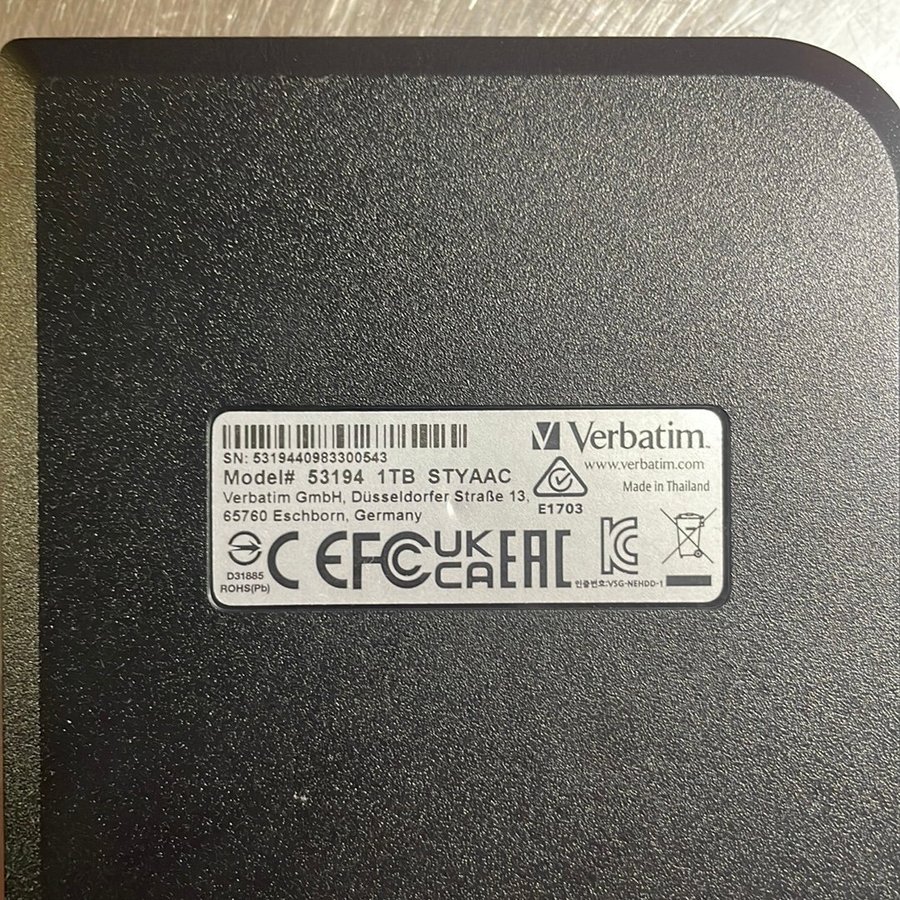 SN: 5319440983300543
Model# 53194 1TB STYAAC
Verbatim GmbH, Düsseldorfer Straße 13,
65760 Eschborn, Germany
Verbatim.
www.verbatim.com
Made in Thailand
E1703
D31885
ROHS(Pb)
CE FC UK
CA EAC KC
인증번호:VSG-NEHDD-1